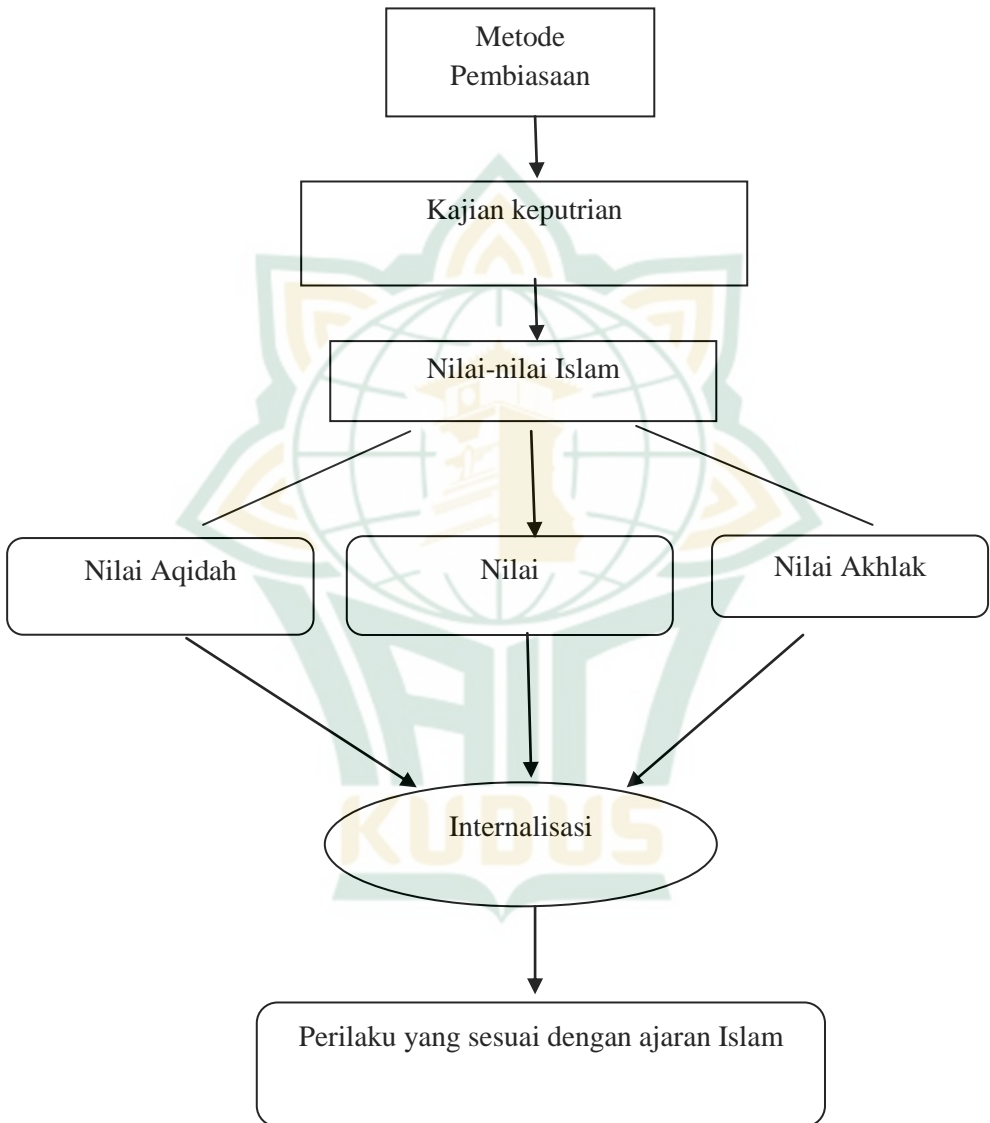 Metode
Pembiasaan
Kajian keputrian
Nilai-nilai Islam
Nilai Aqidah
Nilai
Nilai Akhlak
Internalisasi
KUDUS
Perilaku yang sesuai dengan ajaran Islam